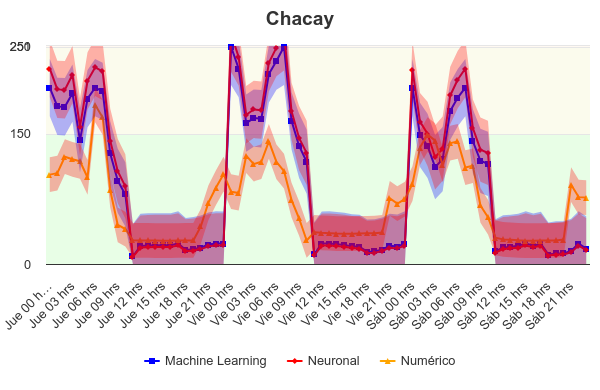 Chacay
250
150
0
Jue 00 h...
Jue 03 hrs
Jue 06 hrs
Jue 09 hrs
Jue 12 hrs
Jue 15 hrs
Jue 18 hrs
Jue 21 hrs
Vie 00 hrs
Vie 03 hrs
Vie 06 hrs
Vie 09 hrs
Vie 12 hrs
Vie 15 hrs
Vie 18 hrs
Vie 21 hrs
Sáb 00 hrs
Sáb 03 hrs
Sáb 06 hrs
Sáb 09 hrs
Sáb 12 hrs
Sáb 15 hrs
Sáb 18 hrs
Sáb 21 hrs
Machine Learning Neuronal Numérico